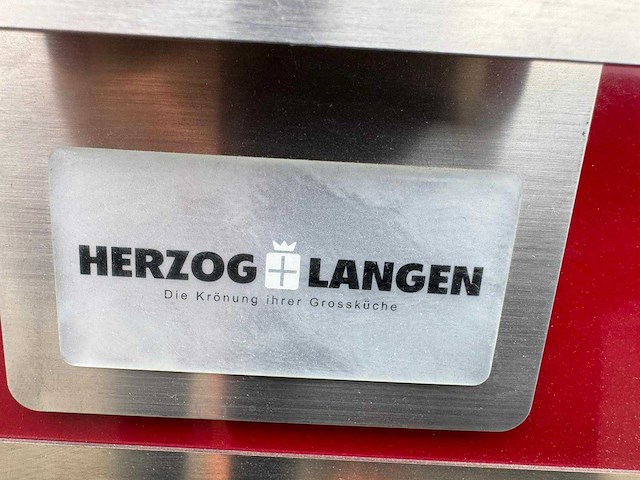 HERZOG + LANGEN
Die Krönung ihrer Grossküche